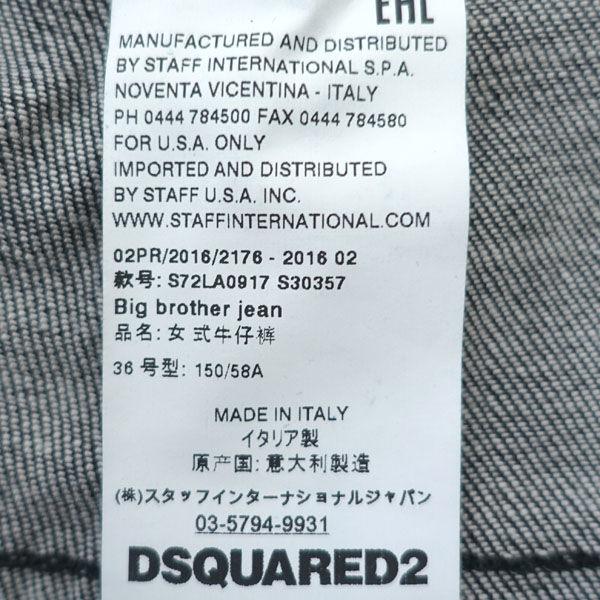 EAC
MANUFACTURED AND DISTRIBUTED
BY STAFF INTERNATIONAL S.P.A.
NOVENTA VICENTINA - ITALY
PH 0444 784500 FAX 0444 784580
FOR U.S.A. ONLY
IMPORTED AND DISTRIBUTED
BY STAFF U.S.A. INC.
WWW.STAFFINTERNATIONAL.COM
02PR/2016/2176 - 2016 02
款号: S72LA0917 S30357
Big brother jean
品名: 女 式牛仔裤
36 号型: 150/58A
MADE IN ITALY
イタリア製
原产国: 意大利製造
(株)スタッフインターナショナルジャパン
03-5794-9931
DSQUARED2